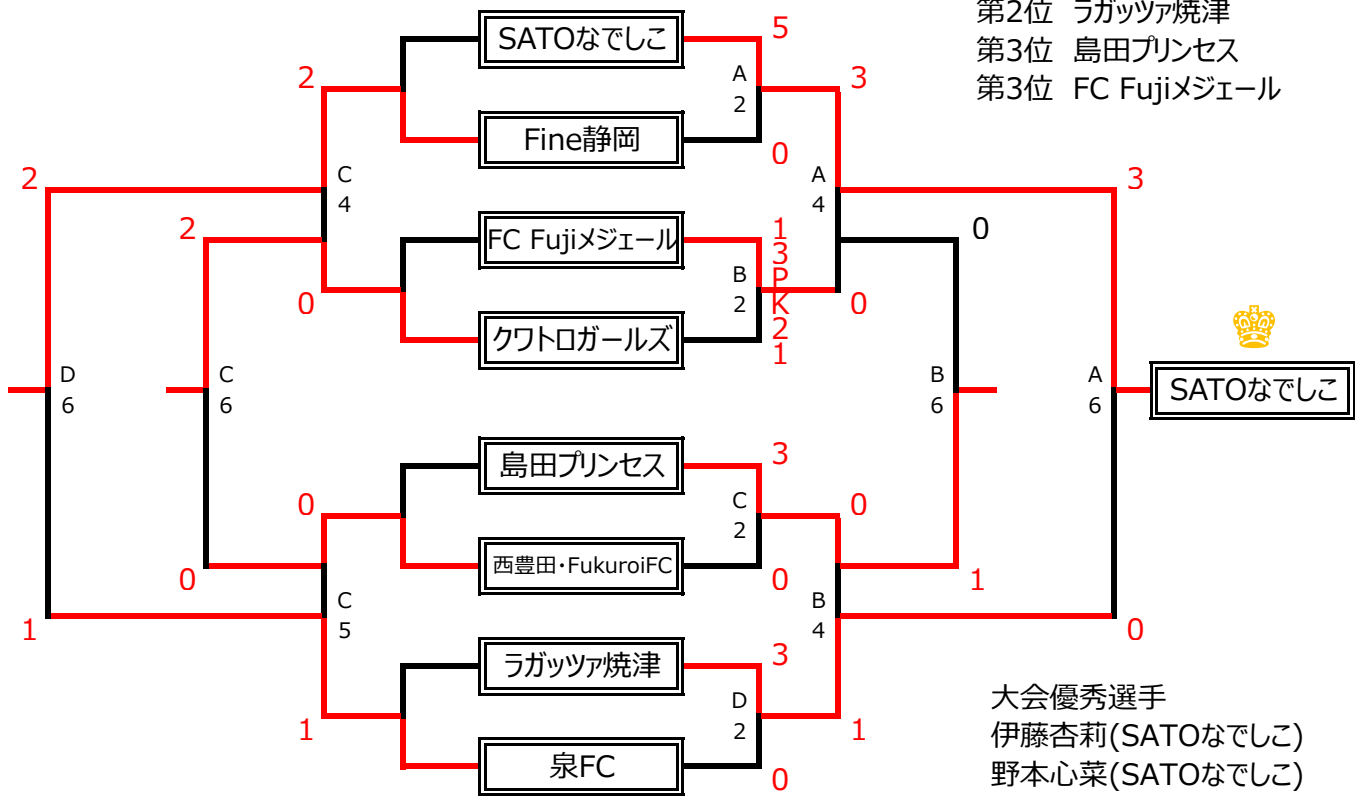 第2位 ラガッツァ焼津
第3位 島田プリンセス
第3位 FC Fujiメジェール
SATOなでしこ
5
2
A
2
3
Fine静岡
0
2
C
4
A
4
3
2
FC Fujiメジェール
1
3
P
K
2
1
B
2
0
0
0
クワトロガールズ
D
6
C
6
B
6
A
6
SATOなでしこ
島田プリンセス
3
0
C
2
0
西豊田・FukuroiFC
0
0
1
C
5
B
4
1
0
ラガッツァ焼津
3
D
2
1
1
泉FC
0
大会優秀選手
伊藤杏莉(SATOなでしこ)
野本心菜(SATOなでしこ)